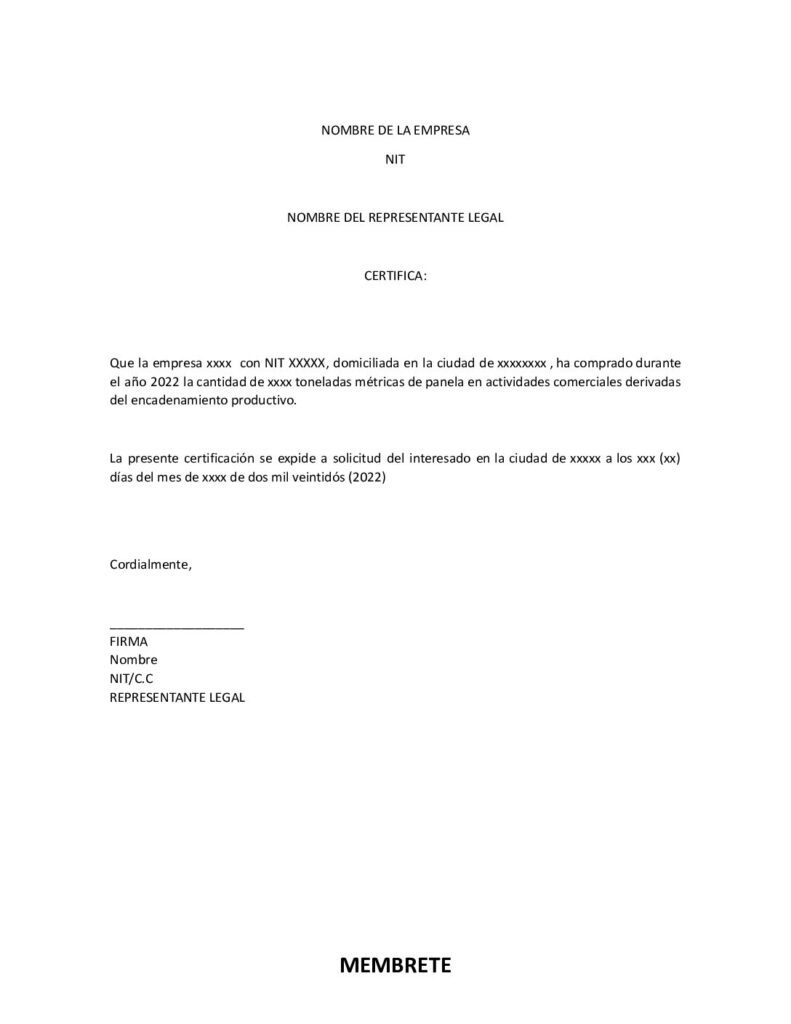 NOMBRE DE LA EMPRESA
NIT
NOMBRE DEL REPRESENTANTE LEGAL
CERTIFICA:
Que la empresa xxxx con NIT XXXXX, domiciliada en la ciudad de xxxxxxxx , ha comprado durante
el año 2022 la cantidad de xxxx toneladas métricas de panela en actividades comerciales derivadas
del encadenamiento productivo.
La presente certificación se expide a solicitud del interesado en la ciudad de xxxxx a los xxx (xx)
días del mes de xxxx de dos mil veintidós (2022)
Cordialmente,
___________________
FIRMA
Nombre
NIT/C.C
REPRESENTANTE LEGAL
MEMBRETE